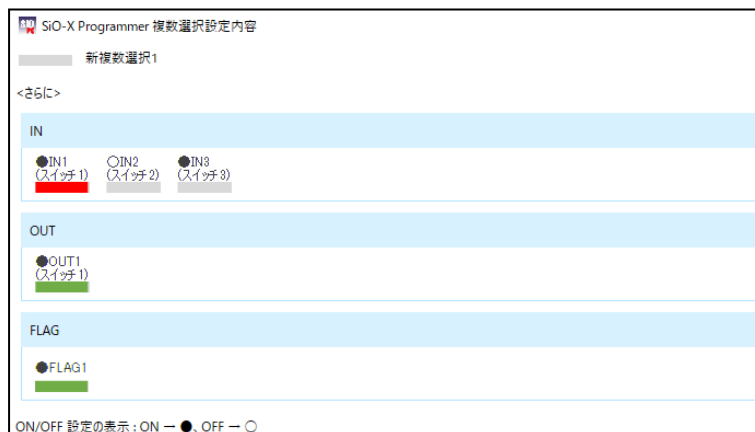 SiO-X Programmer 複数選択設定内容
新複数選択1
<さらに>
IN
●IN1 ○IN2 ●IN3
(スイッチ1) (スイッチ2) (スイッチ3)
OUT
●OUT1
(スイッチ1)
FLAG
●FLAG1
ON/OFF 設定の表示 : ON → ●、OFF → ○